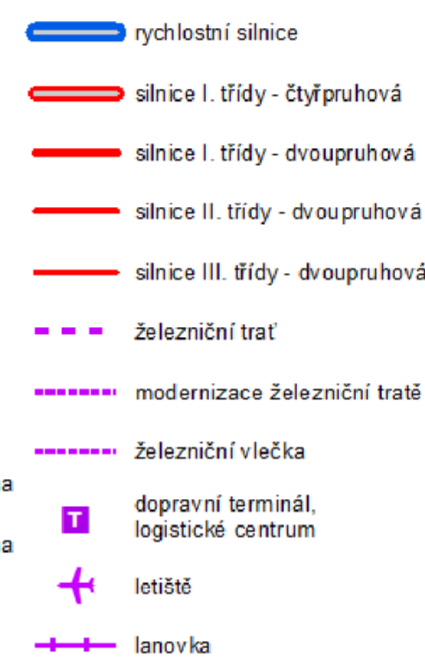 rychlostní silnice
silnice I. třídy - čtyřpruhová
silnice I. třídy - dvoupruhová
silnice II. třídy - dvoupruhová
silnice III. třídy - dvoupruhová
železniční trať
modernizace železniční tratě
železniční vlečka
T
dopravní terminál,
logistické centrum
letiště
lanovka